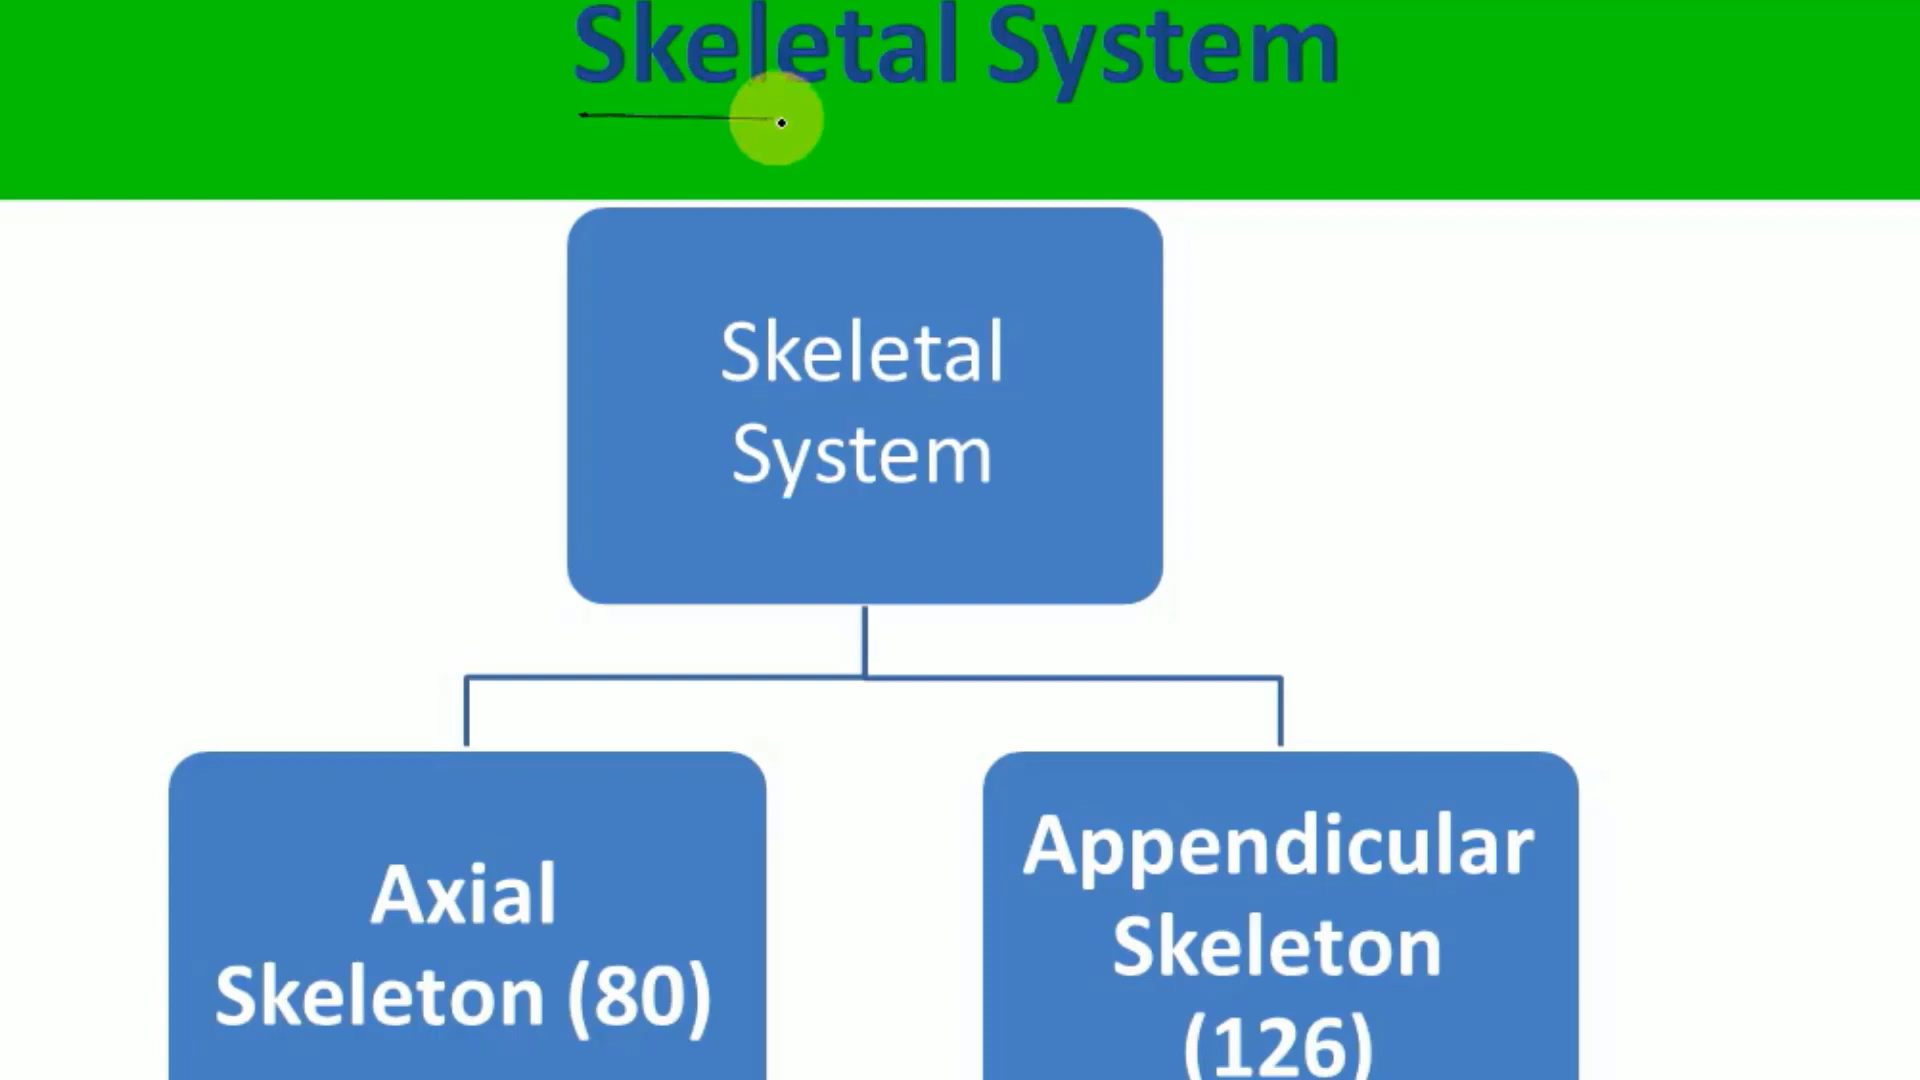 Skeletal System
Skeletal
System
Axial
Skeleton (80)
Appendicular
Skeleton
(126)